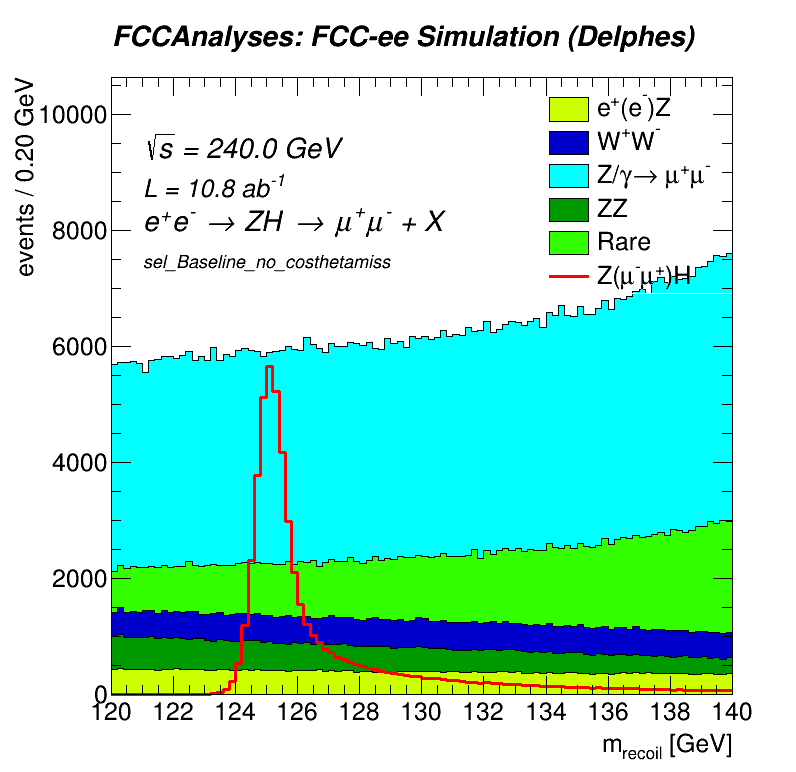 FCCAnalyses: FCC-ee Simulation (Delphes)
events / 0.20 GeV
10000
8000
6000
4000
2000
0
√s = 240.0 GeV
L = 10.8 ab⁻¹
e⁺e⁻ → ZH → μ⁺μ⁻ + X
sel_Baseline_no_costhetamiss
e⁺(e⁻)Z
W⁺W⁻
Z/γ→ μ⁺μ⁻
ZZ
Rare
Z(μ⁻μ⁺)H
120 122 124 126 128 130 132 134 136 138 140
m_recoil [GeV]